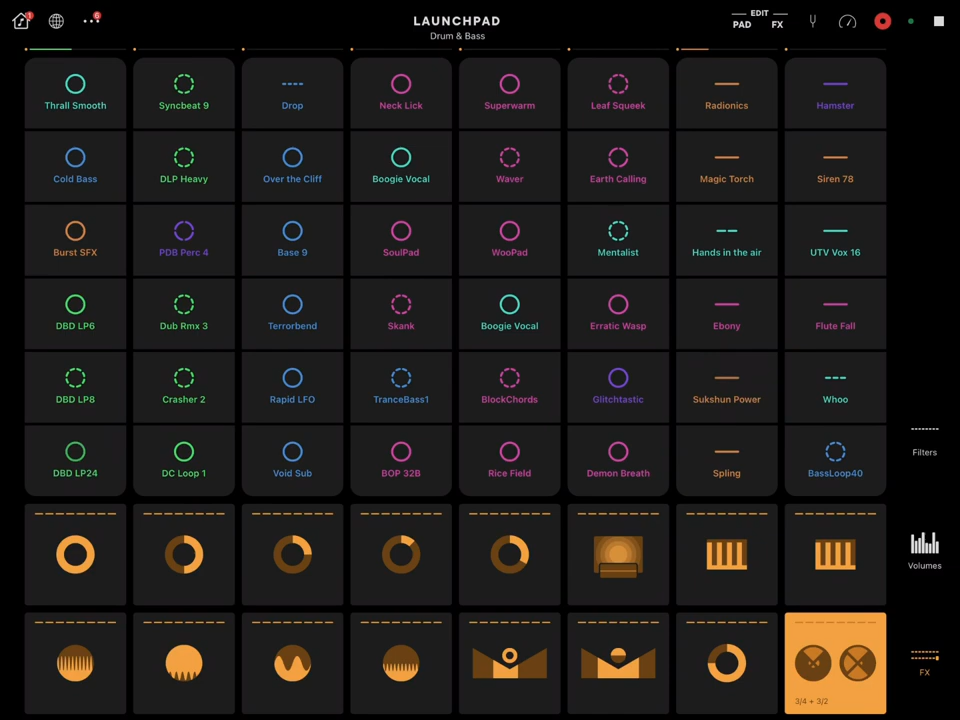 1
6
LAUNCHPAD
Drum & Bass
EDIT
PAD FX
Thrall Smooth
Syncbeat 9
Drop
Neck Lick
Superwarm
Leaf Squeek
Radionics
Hamster
Cold Bass
DLP Heavy
Over the Cliff
Boogie Vocal
Waver
Earth Calling
Magic Torch
Siren 78
Burst SFX
PDB Perc 4
Base 9
SoulPad
WooPad
Mentalist
Hands in the air
UTV Vox 16
DBD LP6
Dub Rmx 3
Terrorbend
Skank
Boogie Vocal
Erratic Wasp
Ebony
Flute Fall
DBD LP8
Crasher 2
Rapid LFO
TranceBass1
BlockChords
Glitchtastic
Sukshun Power
Whoo
DBD LP24
DC Loop 1
Void Sub
BOP 32B
Rice Field
Demon Breath
Spling
BassLoop40
Filters
Volumes
FX
3/4 + 3/2